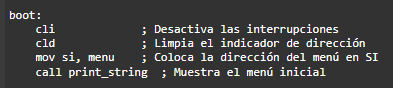 boot:
    cli             ; Desactiva las interrupciones
    cld             ; Limpia el indicador de dirección
    mov si, menu    ; Coloca la dirección del menú en SI
    call print_string  ; Muestra el menú inicial